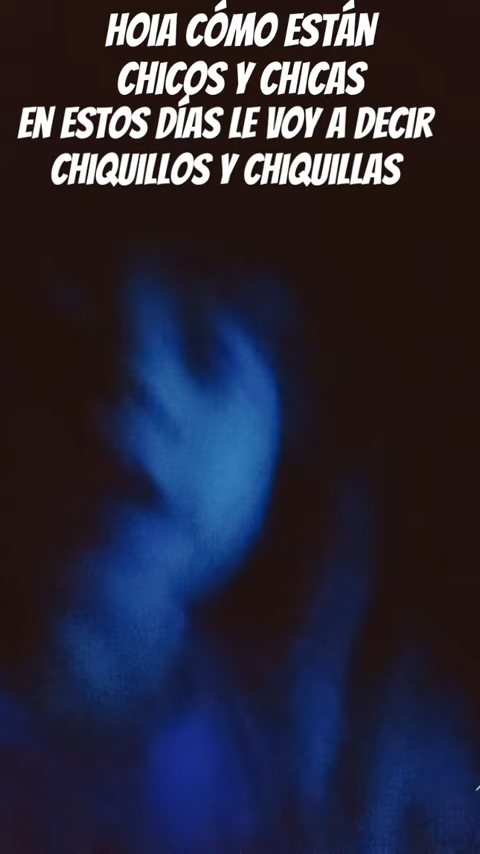 HOIA CÓMO ESTÁN
CHICOS Y CHICAS
EN ESTOS DÍAS LE VOY A DECIR
CHIQUILLOS Y CHIQUILLAS